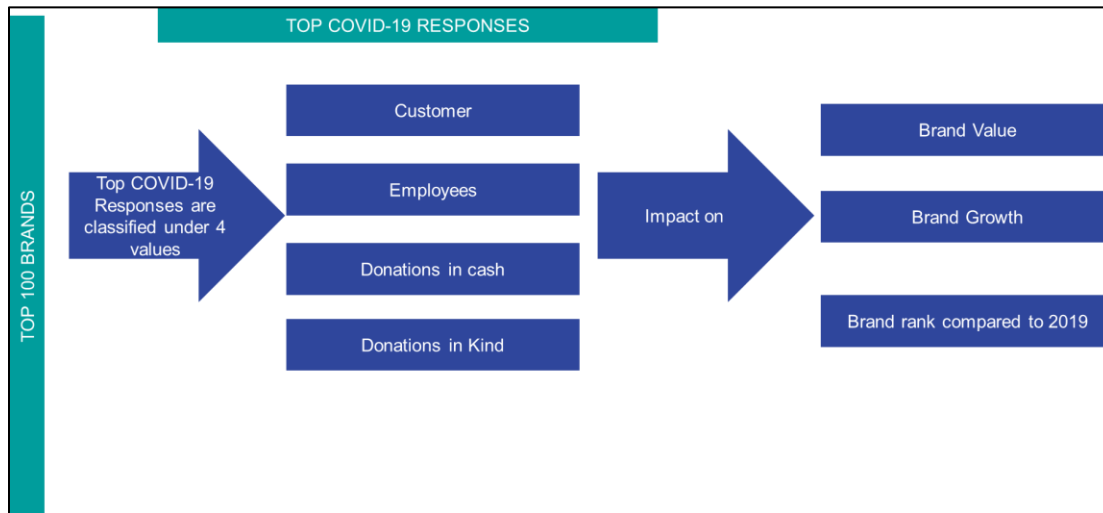 TOP COVID-19 RESPONSES
TOP 100 BRANDS
Top COVID-19
Responses are
classified under 4
values
Customer
Employees
Donations in cash
Donations in Kind
Impact on
Brand Value
Brand Growth
Brand rank compared to 2019